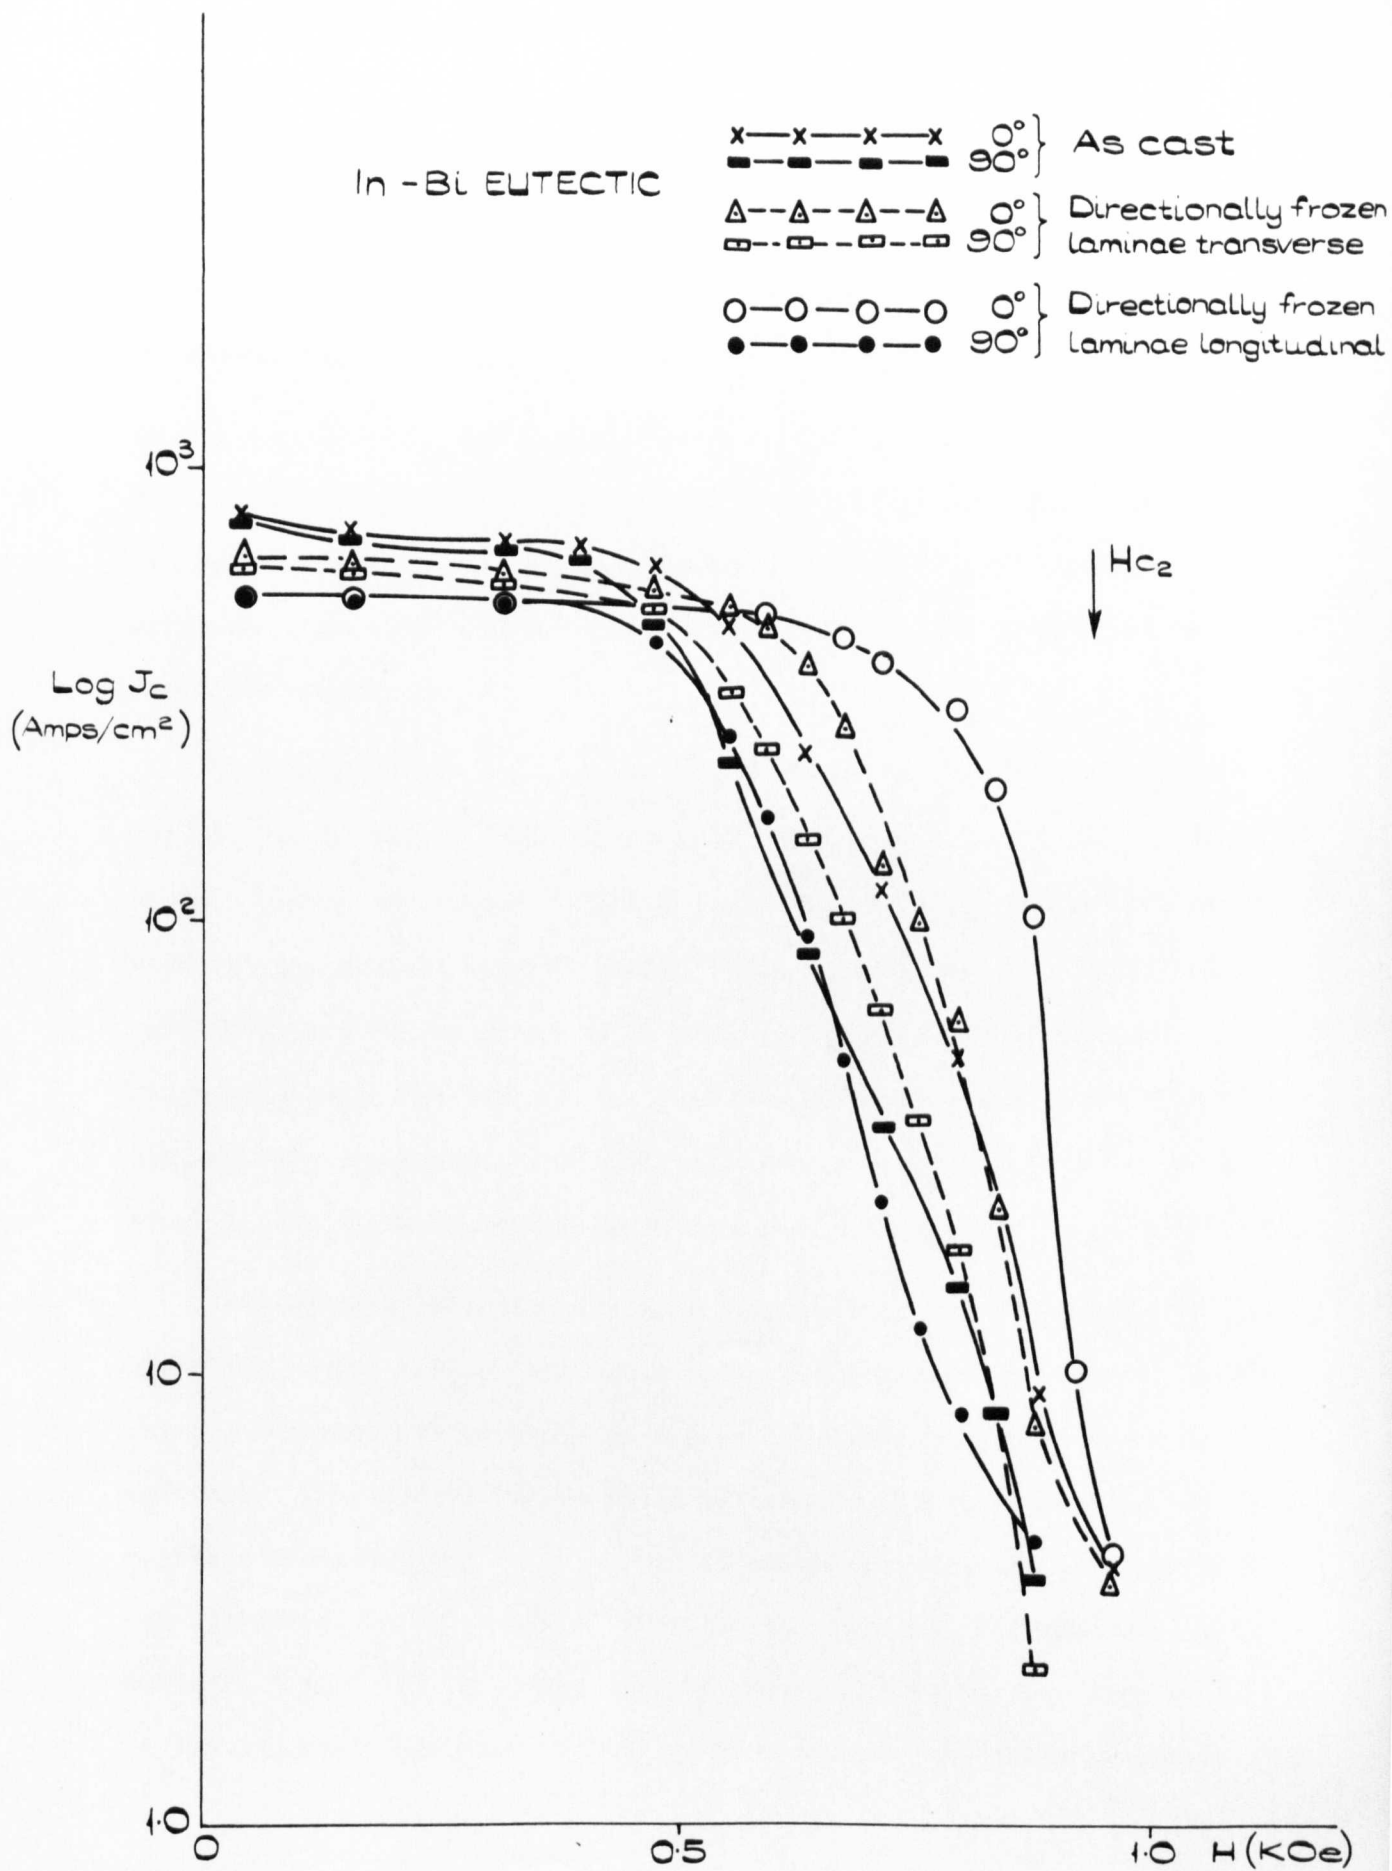 In - Bi EUTECTIC
0°
90°
As cast
0°
90°
Directionally frozen
laminae transverse
0°
90°
Directionally frozen
laminae longitudinal
10³
Hc₂
Log Jc
(Amps/cm²)
10²
10
1·0
0
0·5
1·0
H (KOe)